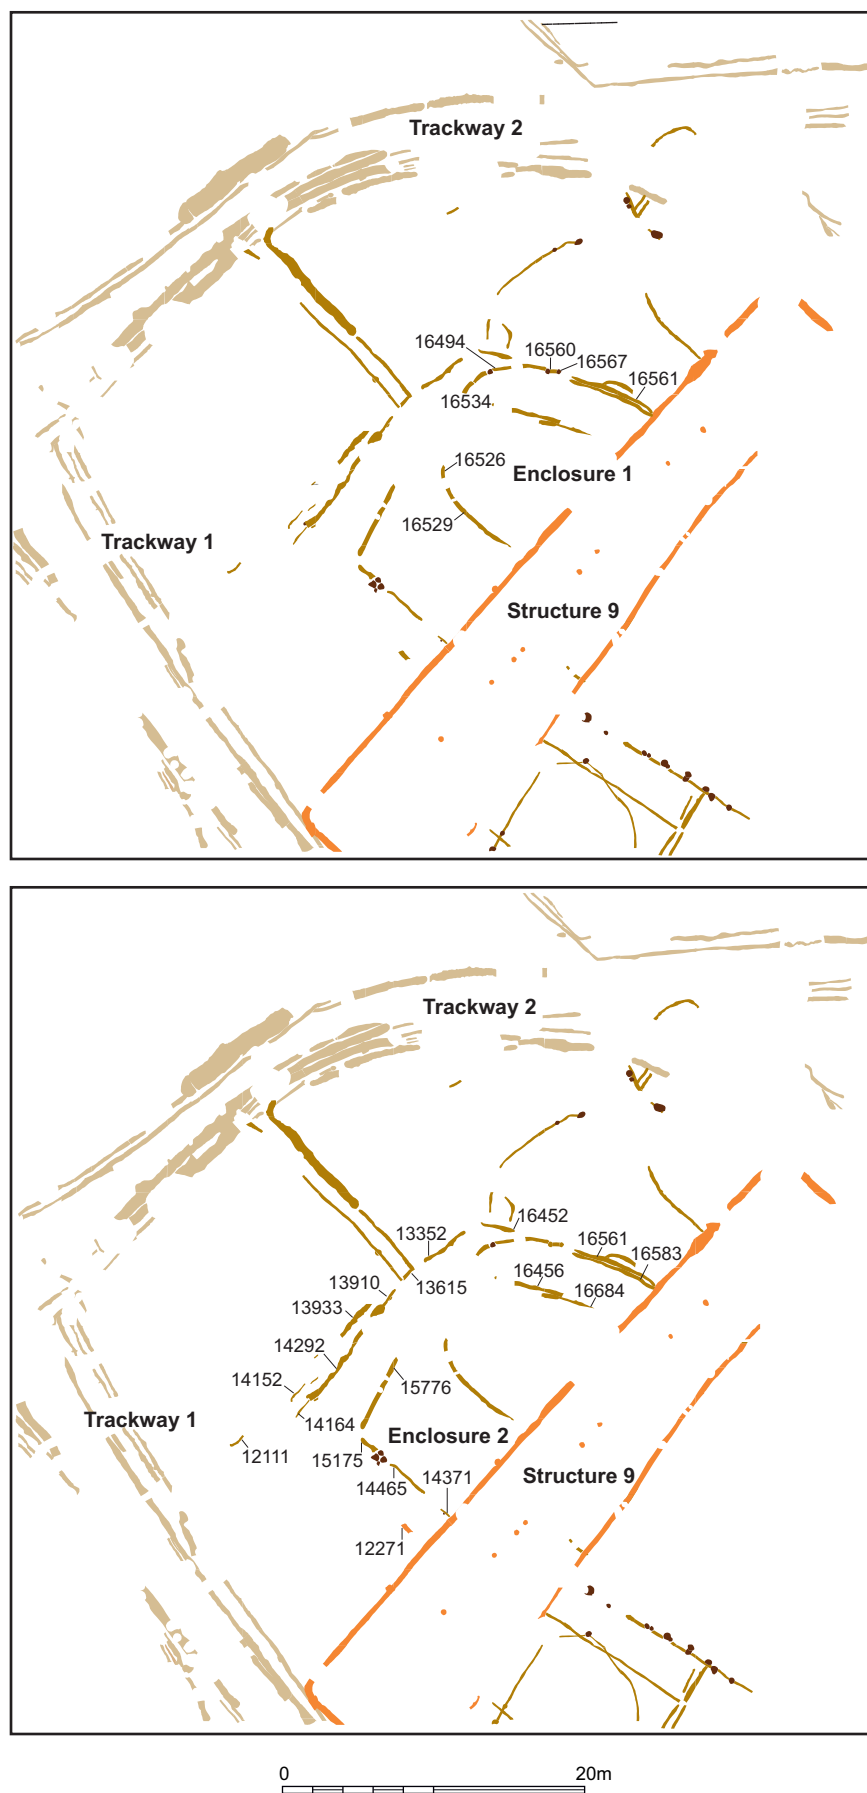 Trackway 2
16494
16560
16567
16561
16534
16526
Enclosure 1
16529
Trackway 1
Structure 9
Trackway 2
16452
13352
16561
16583
13910
13615
16456
13933
16684
14292
14152
15776
Trackway 1
14164
Enclosure 2
12111
15175
14465
14371
Structure 9
12271
0
20m